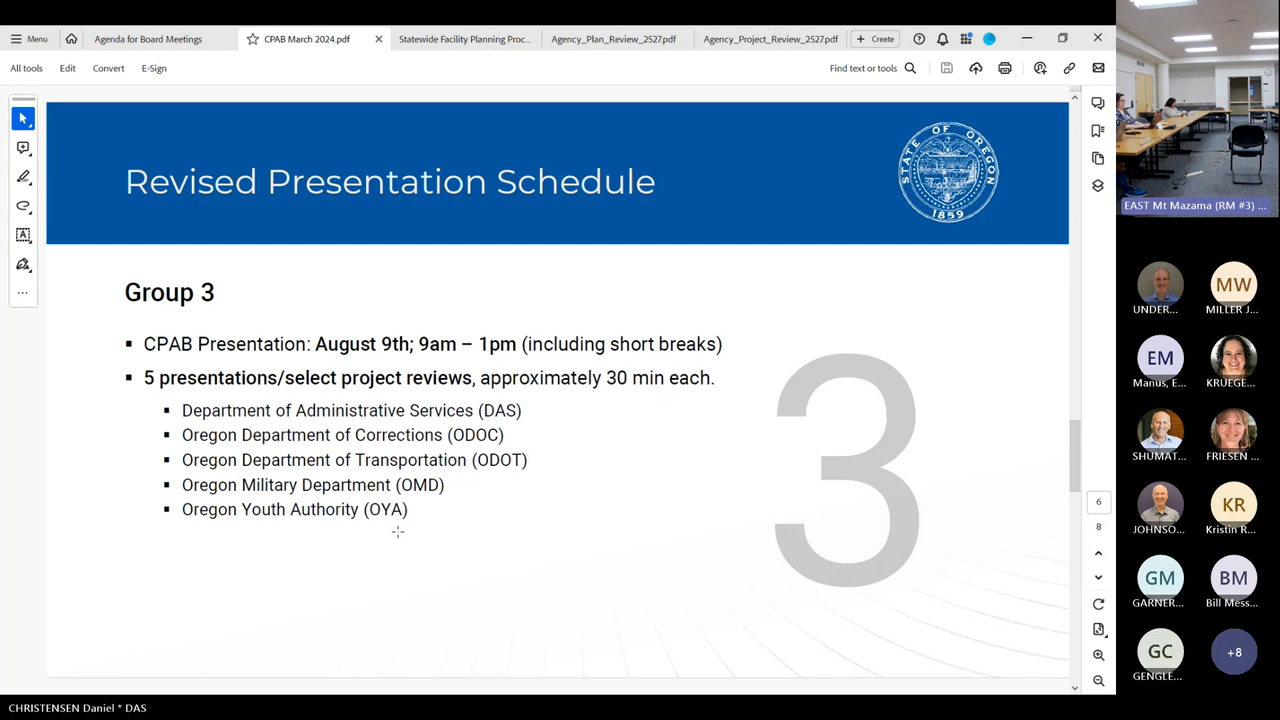 Menu
Agenda for Board Meetings
CPAB March 2024.pdf
Statewide Facility Planning Proc...
Agency_Plan_Review_2527.pdf
Agency_Project_Review_2527.pdf
Create
All tools
Edit
Convert
E-Sign
Find text or tools
Revised Presentation Schedule
STATE OF OREGON
1859
Group 3
▪ CPAB Presentation: August 9th; 9am – 1pm (including short breaks)
▪ 5 presentations/select project reviews, approximately 30 min each.
▪ Department of Administrative Services (DAS)
▪ Oregon Department of Corrections (ODOC)
▪ Oregon Department of Transportation (ODOT)
▪ Oregon Military Department (OMD)
▪ Oregon Youth Authority (OYA)
3
6
8
EAST Mt Mazama (RM #3) ...
UNDER...
MW
MILLER J...
EM
Manus, E...
KRUEGE...
SHUMAT...
FRIESEN ...
JOHNSO...
KR
Kristin R...
GM
GARNER...
BM
Bill Mess...
GC
GENGLE...
+8
CHRISTENSEN Daniel * DAS